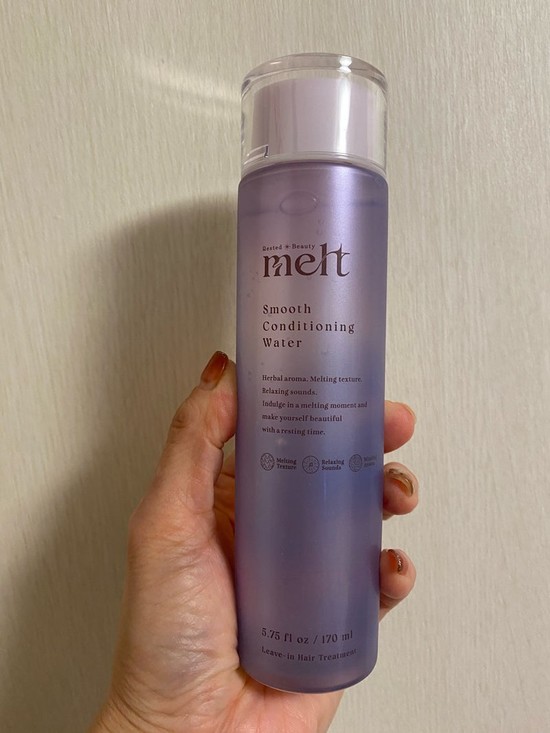 Rested ✳ Beauty
melt
Smooth
Conditioning
Water
Herbal aroma. Melting texture.
Relaxing sounds.
Indulge in a melting moment and
make yourself beautiful
with a resting time.
Melting
Texture
Relaxing
Sounds
5.75 fl oz / 170 ml
Leave-in Hair Treatment